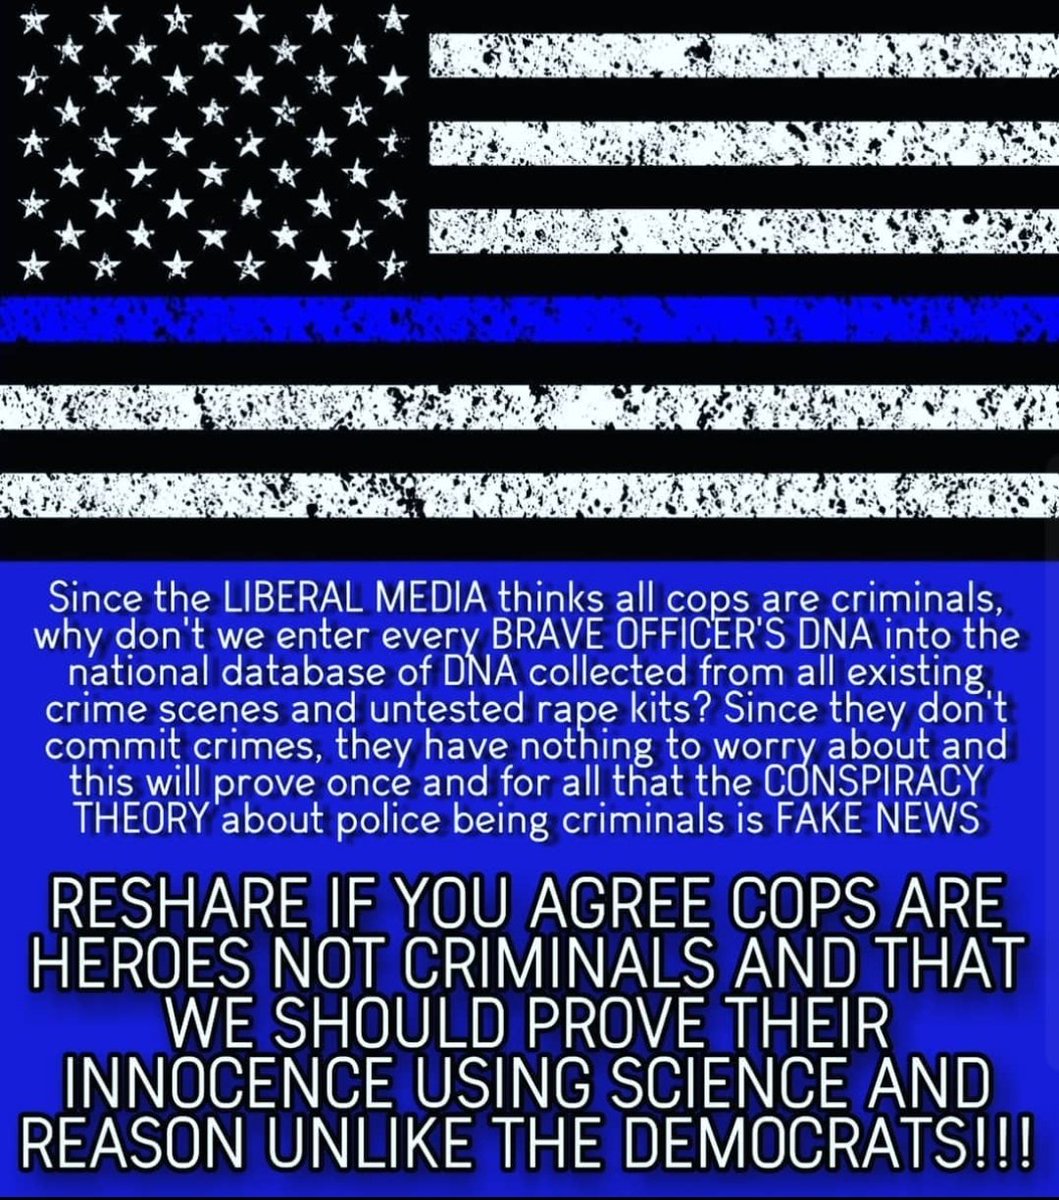 Since the LIBERAL MEDIA thinks all cops are criminals,
why don't we enter every BRAVE OFFICER'S DNA into the
national database of DNA collected from all existing
crime scenes and untested rape kits? Since they don't
commit crimes, they have nothing to worry about and
this will prove once and for all that the CONSPIRACY
THEORY about police being criminals is FAKE NEWS
RESHARE IF YOU AGREE COPS ARE
HEROES NOT CRIMINALS AND THAT
WE SHOULD PROVE THEIR
INNOCENCE USING SCIENCE AND
REASON UNLIKE THE DEMOCRATS!!!